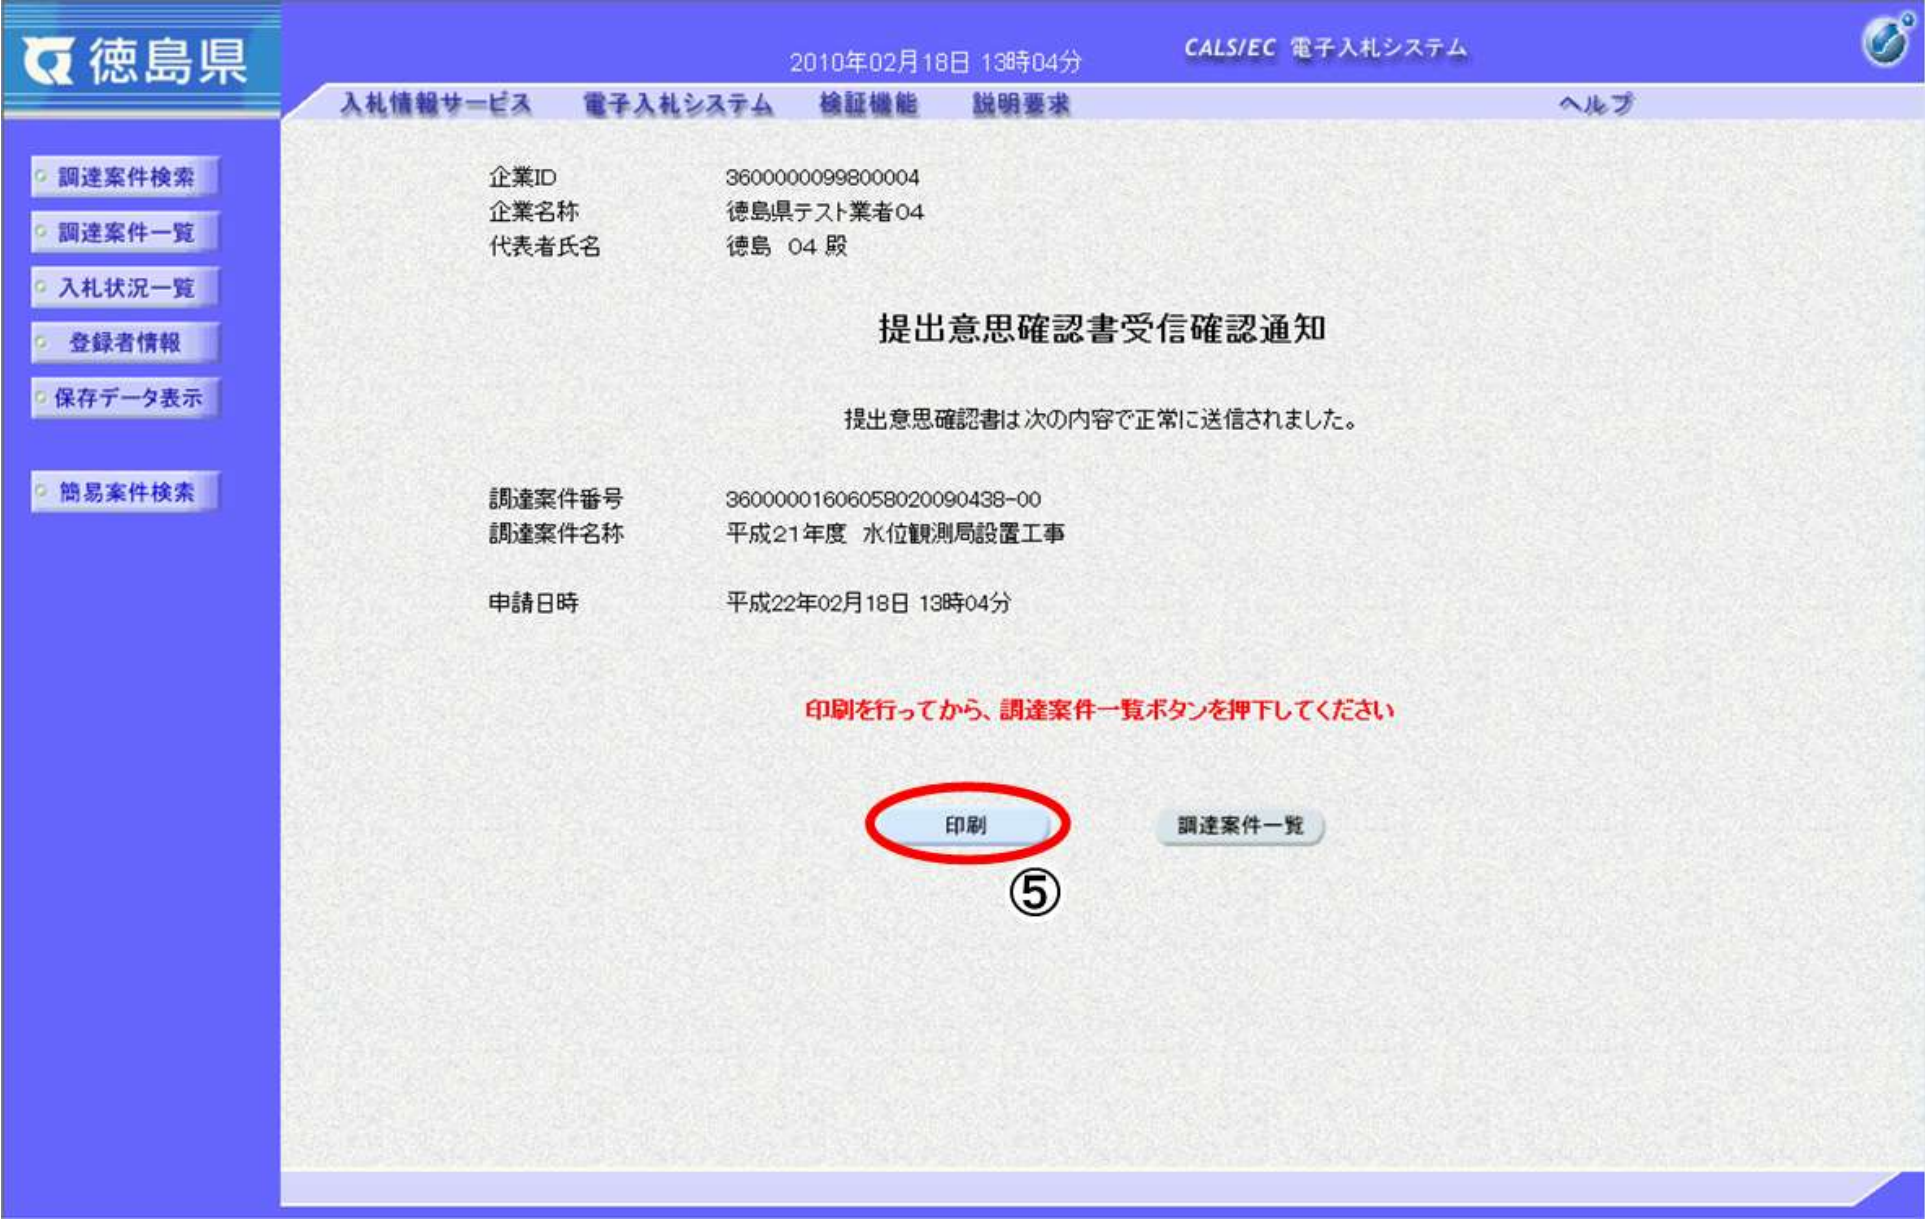 徳島県
2010年02月18日 13時04分
CALS/EC 電子入札システム
入札情報サービス 電子入札システム 検証機能 説明要求 ヘルプ
調達案件検索
調達案件一覧
入札状況一覧
登録者情報
保存データ表示
簡易案件検索
企業ID 3600000099800004
企業名称 徳島県テスト業者04
代表者氏名 徳島 04 殿
提出意思確認書受信確認通知
提出意思確認書は次の内容で正常に送信されました。
調達案件番号 36000001606058020090438-00
調達案件名称 平成21年度 水位観測局設置工事
申請日時 平成22年02月18日 13時04分
印刷を行ってから、調達案件一覧ボタンを押下してください
印刷 調達案件一覧
⑤